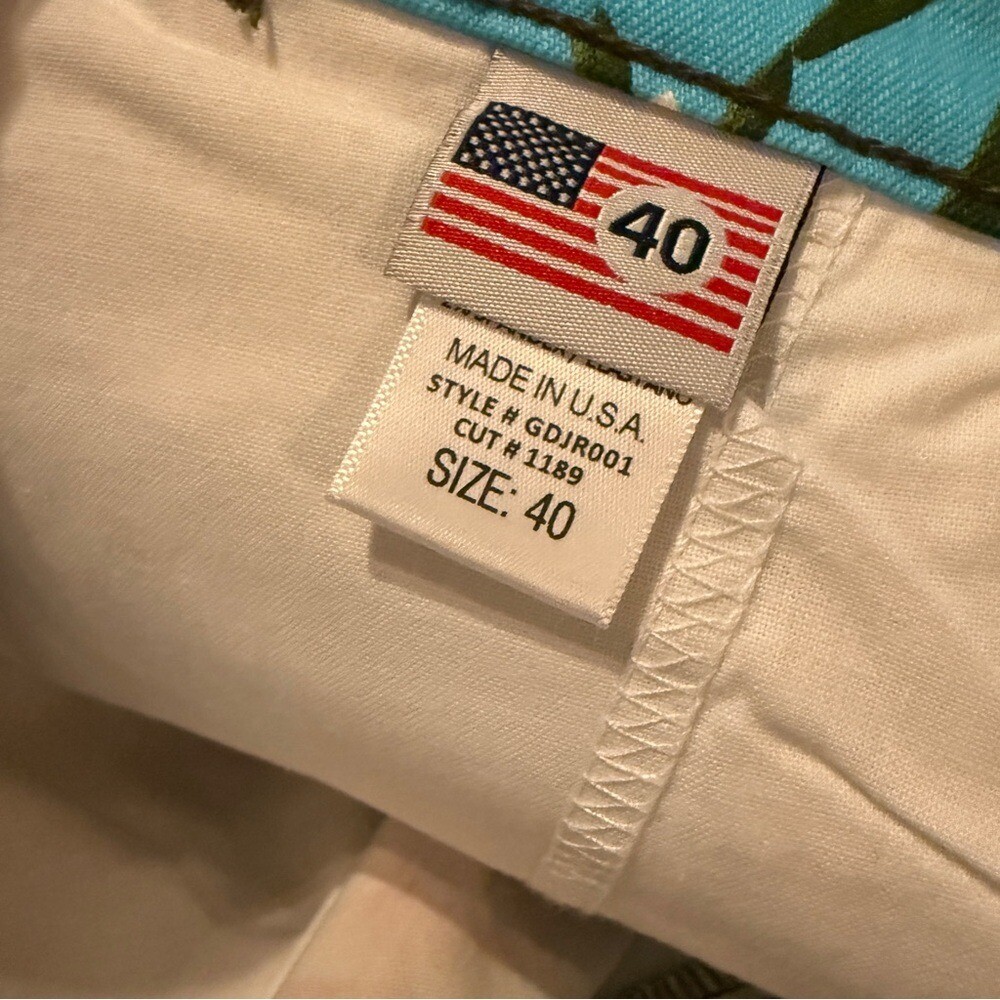 40
MADE IN U.S.A.
STYLE # GDJR001
CUT # 1189
SIZE: 40